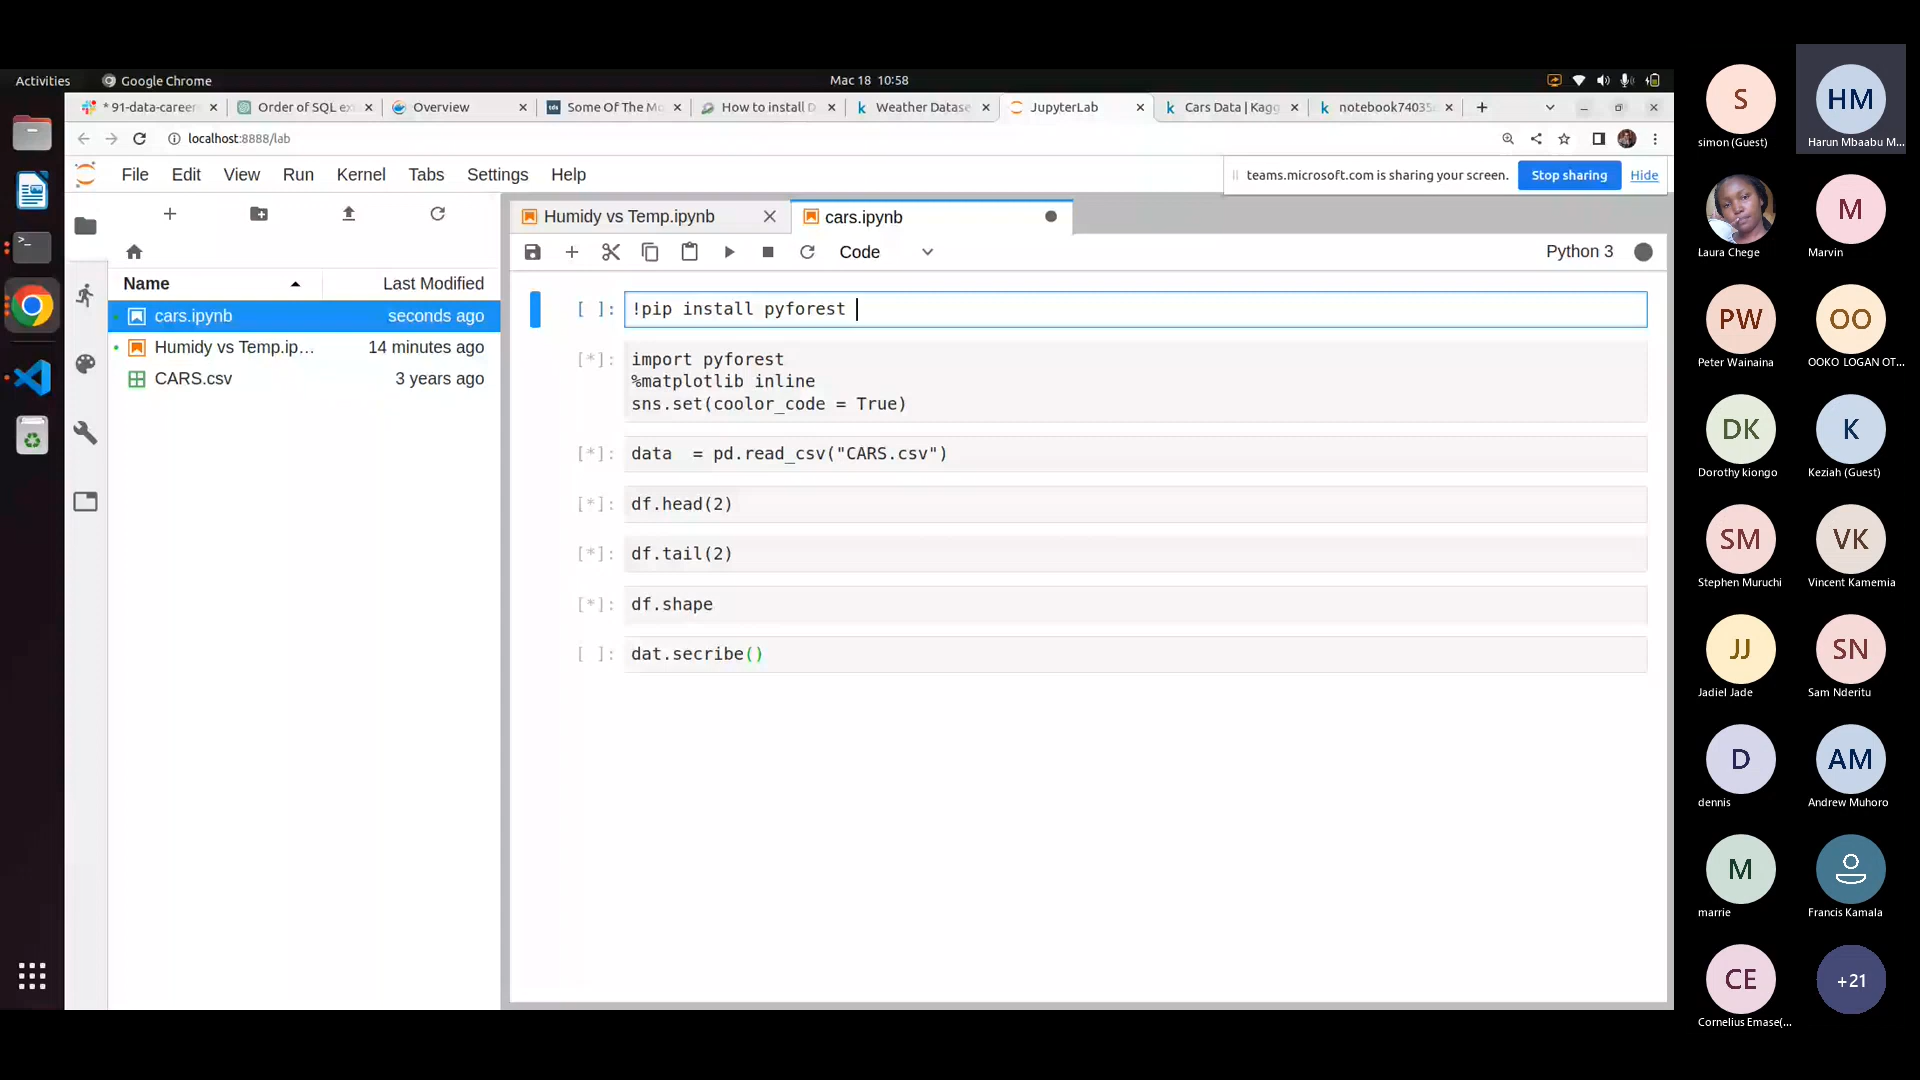 Activities
Google Chrome
Mac 18 10:58
* 91-data-career
Order of SQL ex
Overview
Some Of The Mo
How to install D
Weather Datase
JupyterLab
Cars Data | Kagg
notebook74035
localhost:8888/lab
File Edit View Run Kernel Tabs Settings Help
teams.microsoft.com is sharing your screen.
Stop sharing
Hide
Humidy vs Temp.ipynb
cars.ipynb
Code
Python 3
Name
Last Modified
cars.ipynb
seconds ago
Humidy vs Temp.ip…
14 minutes ago
CARS.csv
3 years ago
[ ]: !pip install pyforest
[*]: import pyforest
%matplotlib inline
sns.set(coolor_code = True)
[*]: data  = pd.read_csv("CARS.csv")
[*]: df.head(2)
[*]: df.tail(2)
[*]: df.shape
[ ]: dat.secribe()
S
simon (Guest)
HM
Harun Mbaabu M...
Laura Chege
M
Marvin
PW
Peter Wainaina
OO
OOKO LOGAN OT...
DK
Dorothy kiongo
K
Keziah (Guest)
SM
Stephen Muruchi
VK
Vincent Kamemia
JJ
Jadiel Jade
SN
Sam Nderitu
D
dennis
AM
Andrew Muhoro
M
marrie
Francis Kamala
CE
Cornelius Emase(...
+21